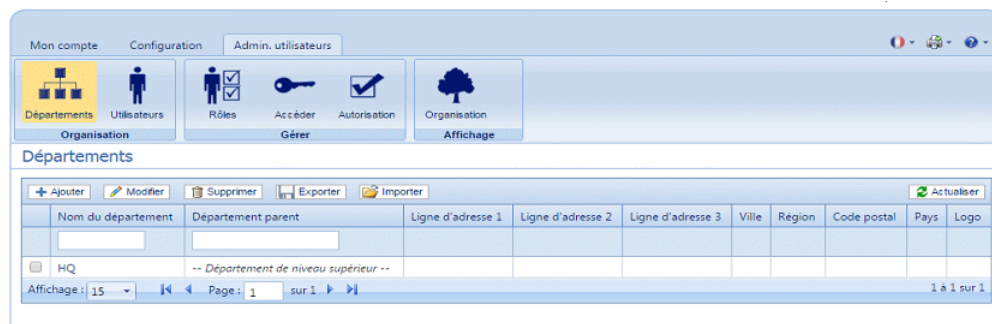 Mon compte Configuration Admin. utilisateurs
Départements Utilisateurs Rôles Accéder Autorisation Organisation
Organisation Gérer Affichage
Départements
Ajouter Modifier Supprimer Exporter Importer Actualiser
Nom du département Département parent Ligne d'adresse 1 Ligne d'adresse 2 Ligne d'adresse 3 Ville Région Code postal Pays Logo
HQ -- Département de niveau supérieur --
Affichage : 15 Page : 1 sur 1 1 à 1 sur 1